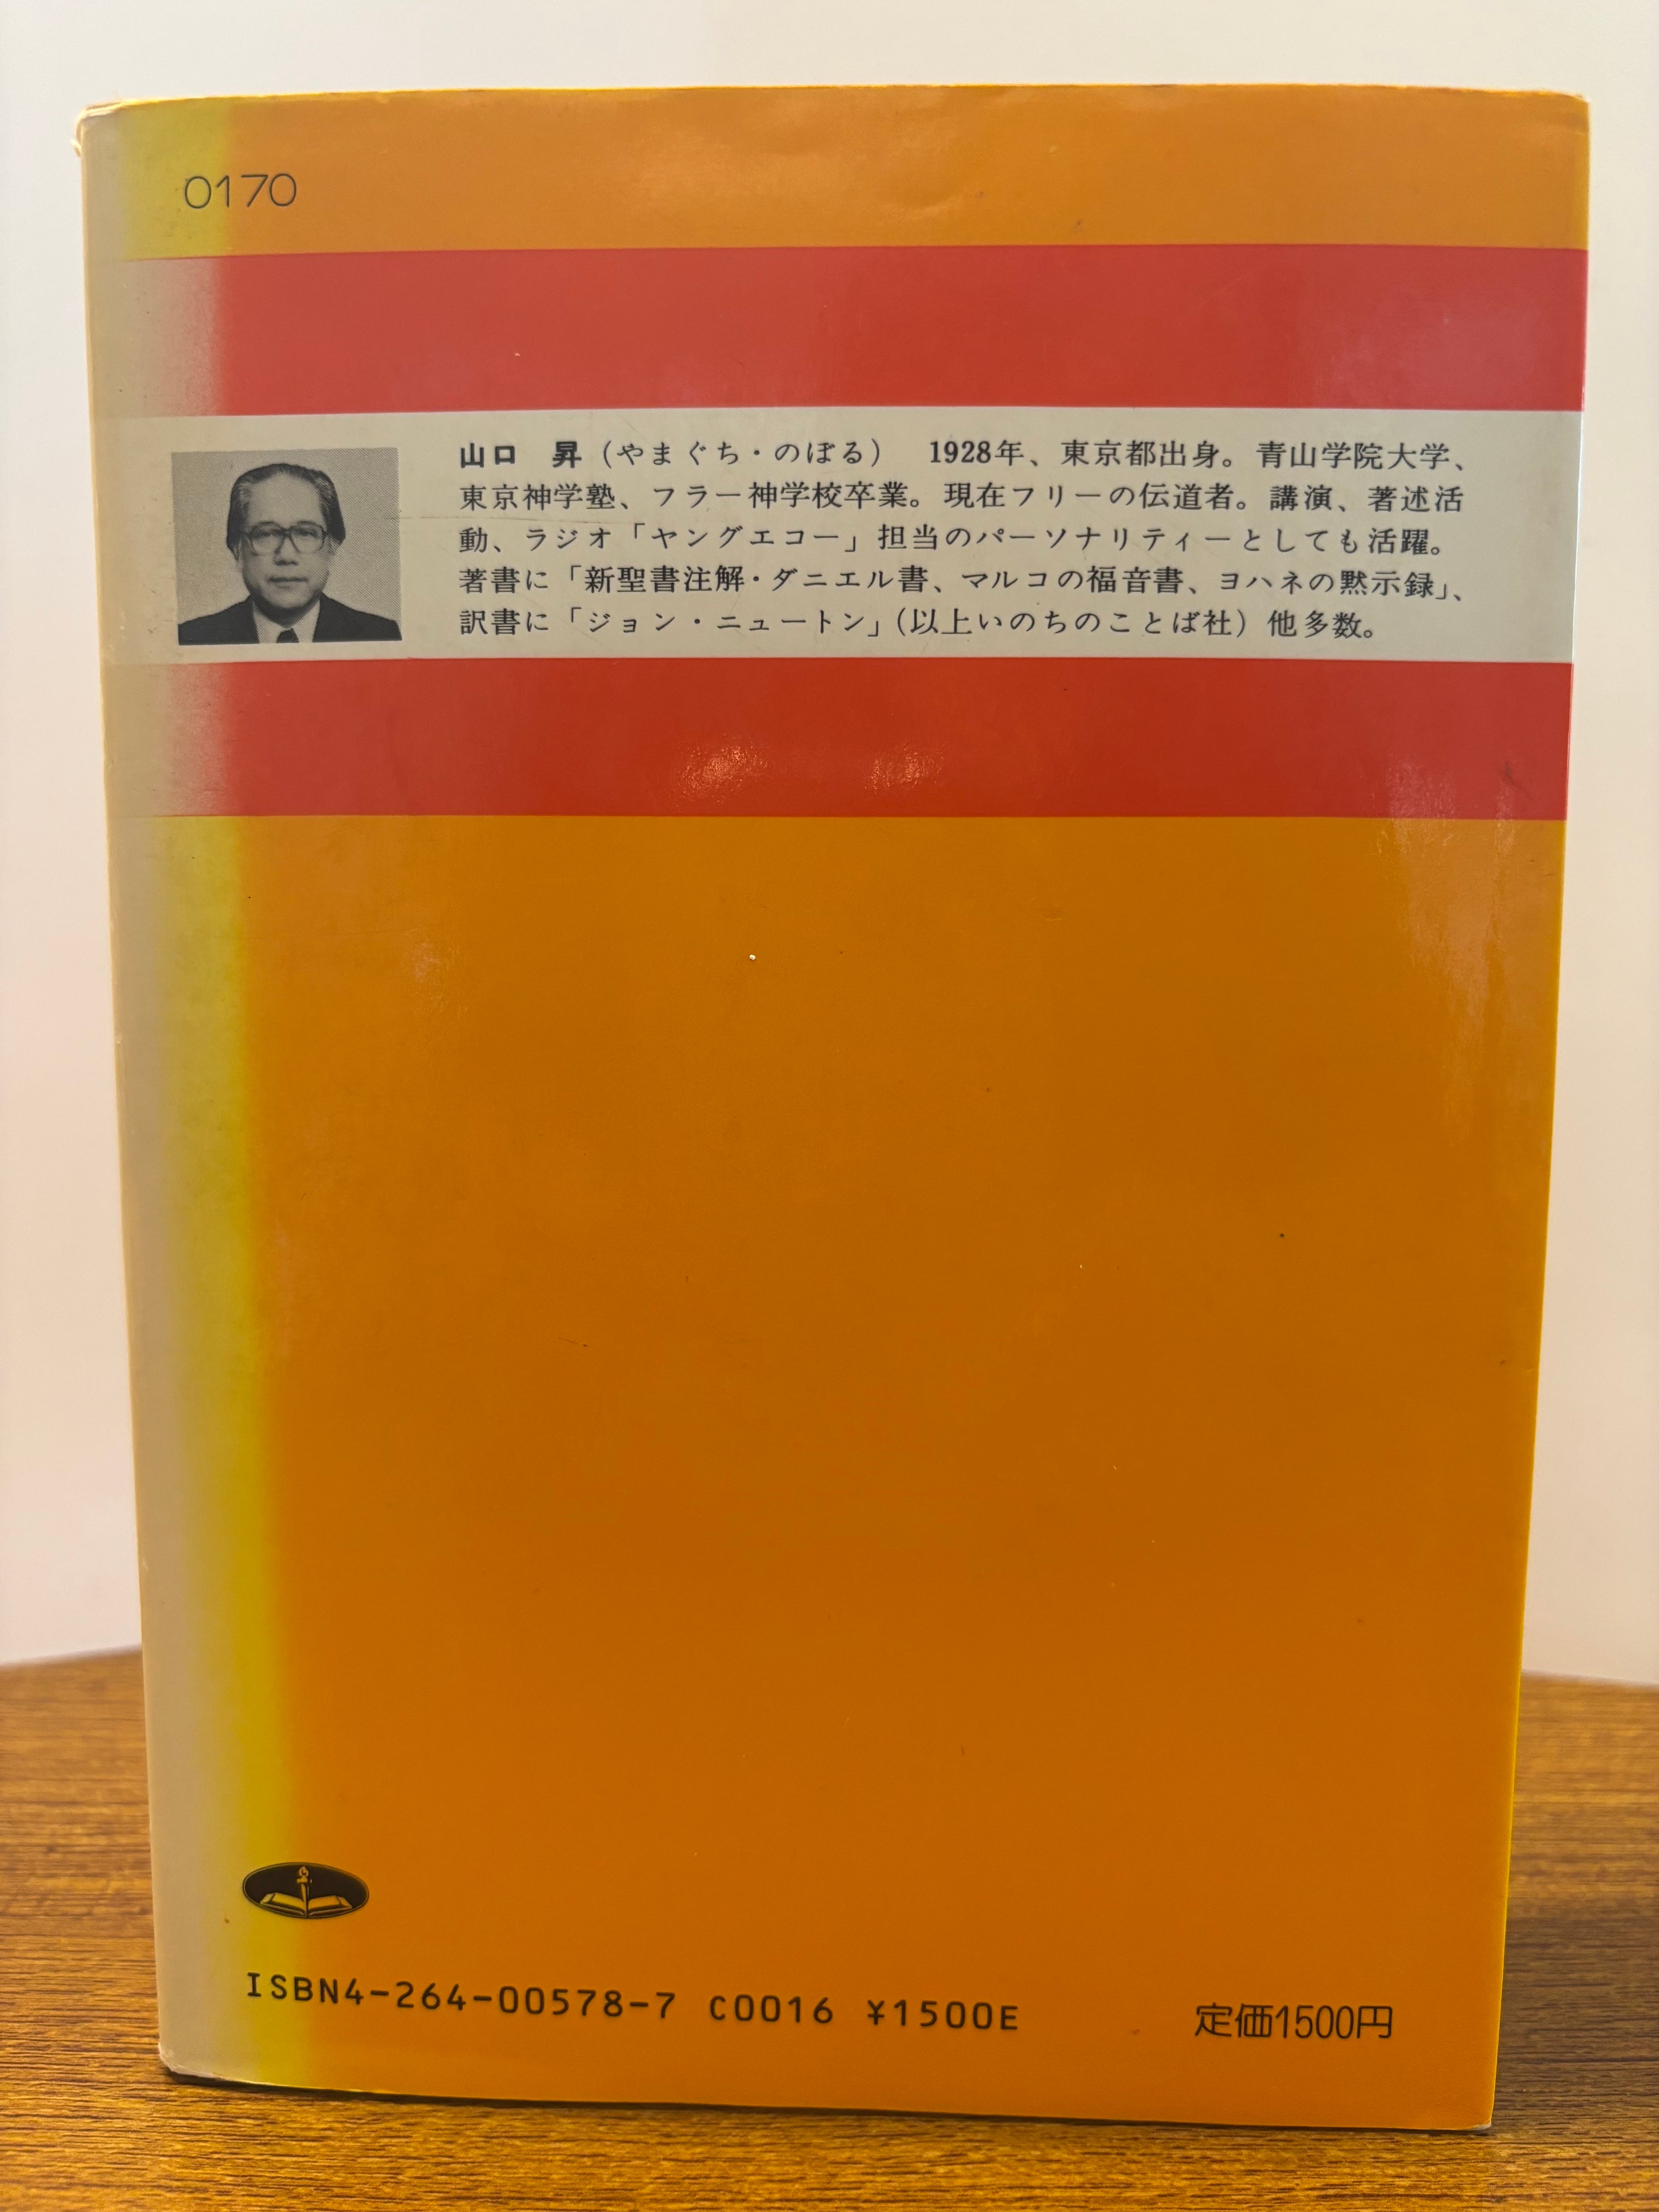 0170
山口　昇（やまぐち・のぼる）　1928年、東京都出身。青山学院大学、
東京神学塾、フラー神学校卒業。現在フリーの伝道者。講演、著述活
動、ラジオ「ヤングエコー」担当のパーソナリティーとしても活躍。
著書に「新聖書注解・ダニエル書、マルコの福音書、ヨハネの黙示録」、
訳書に「ジョン・ニュートン」（以上いのちのことば社）他多数。
ISBN4-264-00578-7 C0016 ¥1500E
定価1500円